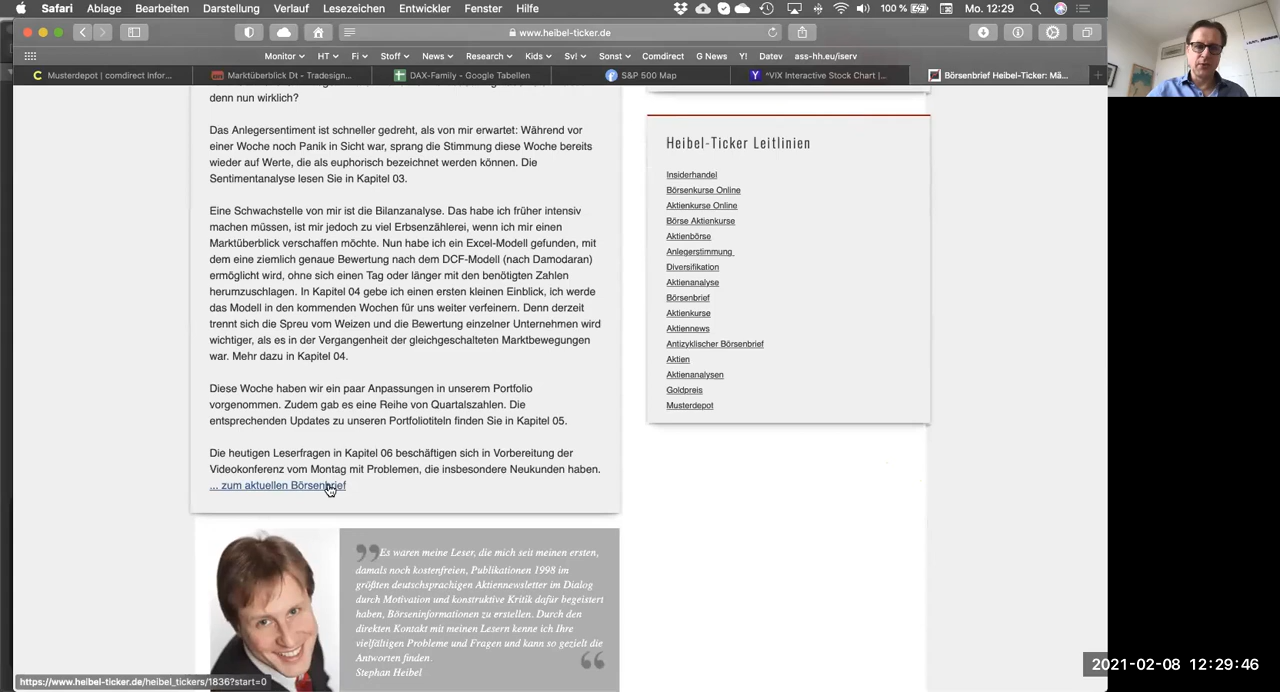 Safari Ablage Bearbeiten Darstellung Verlauf Lesezeichen Entwickler Fenster Hilfe 100 % Mo. 12:29
www.heibel-ticker.de
Monitor HT Fi Stoff News Research Kids Sv! Sonst Comdirect G News Y! Datev ass-hh.eu/iserv
Musterdepot | comdirect infor... Marktüberblick Dt - Tradesign... DAX-Family - Google Tabellen S&P 500 Map ^VIX Interactive Stock Chart |... Börsenbrief Heibel-Ticker: Mä...
denn nun wirklich?
Das Anlegersentiment ist schneller gedreht, als von mir erwartet: Während vor
einer Woche noch Panik in Sicht war, sprang die Stimmung diese Woche bereits
wieder auf Werte, die als euphorisch bezeichnet werden können. Die
Sentimentanalyse lesen Sie in Kapitel 03.
Eine Schwachstelle von mir ist die Bilanzanalyse. Das habe ich früher intensiv
machen müssen, ist mir jedoch zu viel Erbsenzählerei, wenn ich mir einen
Marktüberblick verschaffen möchte. Nun habe ich ein Excel-Modell gefunden, mit
dem eine ziemlich genaue Bewertung nach dem DCF-Modell (nach Damodaran)
ermöglicht wird, ohne sich einen Tag oder länger mit den benötigten Zahlen
herumzuschlagen. In Kapitel 04 gebe ich einen ersten kleinen Einblick, ich werde
das Modell in den kommenden Wochen für uns weiter verfeinern. Denn derzeit
trennt sich die Spreu vom Weizen und die Bewertung einzelner Unternehmen wird
wichtiger, als es in der Vergangenheit der gleichgeschalteten Marktbewegungen
war. Mehr dazu in Kapitel 04.
Diese Woche haben wir ein paar Anpassungen in unserem Portfolio
vorgenommen. Zudem gab es eine Reihe von Quartalszahlen. Die
entsprechenden Updates zu unseren Portfoliotiteln finden Sie in Kapitel 05.
Die heutigen Leserfragen in Kapitel 06 beschäftigen sich in Vorbereitung der
Videokonferenz vom Montag mit Problemen, die insbesondere Neukunden haben.
... zum aktuellen Börsenbrief
Heibel-Ticker Leitlinien
Insiderhandel
Börsenkurse Online
Aktienkurse Online
Börse Aktienkurse
Aktienbörse
Anlegerstimmung
Diversifikation
Aktienanalyse
Börsenbrief
Aktienkurse
Aktiennews
Antizyklischer Börsenbrief
Aktien
Aktienanalysen
Goldpreis
Musterdepot
Es waren meine Leser, die mich seit meinen ersten,
damals noch kostenfreien, Publikationen 1998 im
größten deutschsprachigen Aktiennewsletter im Dialog
durch Motivation und konstruktive Kritik dafür begeistert
haben, Börseninformationen zu erstellen. Durch den
direkten Kontakt mit meinen Lesern kenne ich Ihre
vielfältigen Probleme und Fragen und kann so gezielt die
Antworten finden.
Stephan Heibel
https://www.heibel-ticker.de/heibel_tickers/1836?start=0
2021-02-08 12:29:46